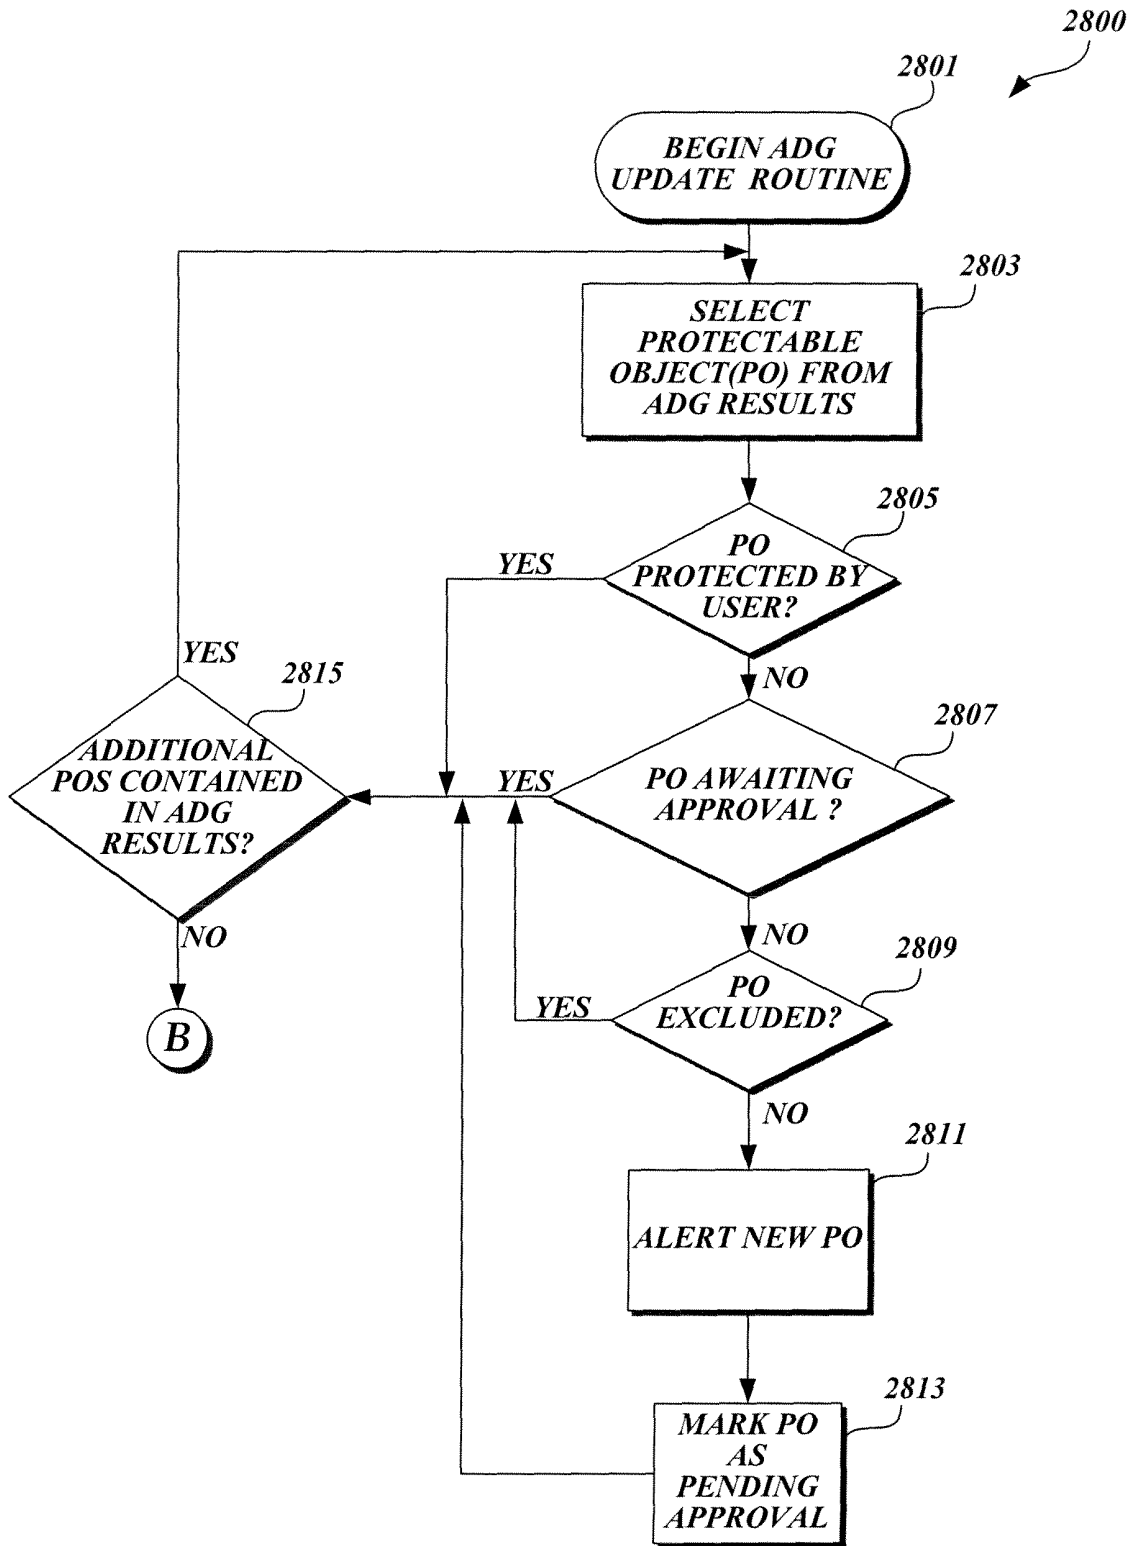 2800
2801
BEGIN ADG
UPDATE ROUTINE
2803
SELECT
PROTECTABLE
OBJECT(PO) FROM
ADG RESULTS
2805
PO
PROTECTED BY
USER?
YES
NO
2807
PO AWAITING
APPROVAL ?
YES
NO
2815
ADDITIONAL
POS CONTAINED
IN ADG
RESULTS?
YES
NO
B
2809
PO
EXCLUDED?
YES
NO
2811
ALERT NEW PO
2813
MARK PO
AS
PENDING
APPROVAL